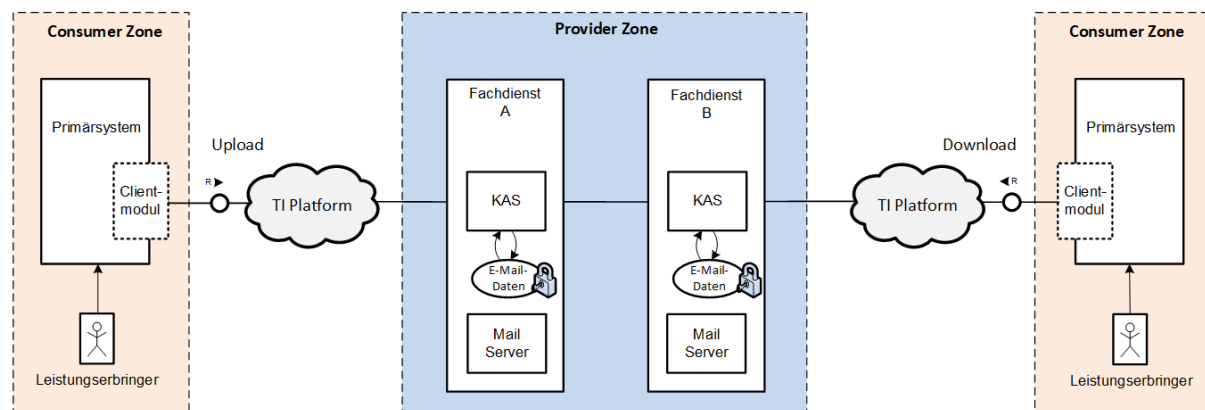 Consumer Zone
Primärsystem
Client-
modul
Leistungserbringer
Upload
R
TI Platform
Provider Zone
Fachdienst
A
KAS
E-Mail-
Daten
Mail
Server
Fachdienst
B
KAS
E-Mail-
Daten
Mail
Server
Download
R
TI Platform
Consumer Zone
Primärsystem
Client-
modul
Leistungserbringer